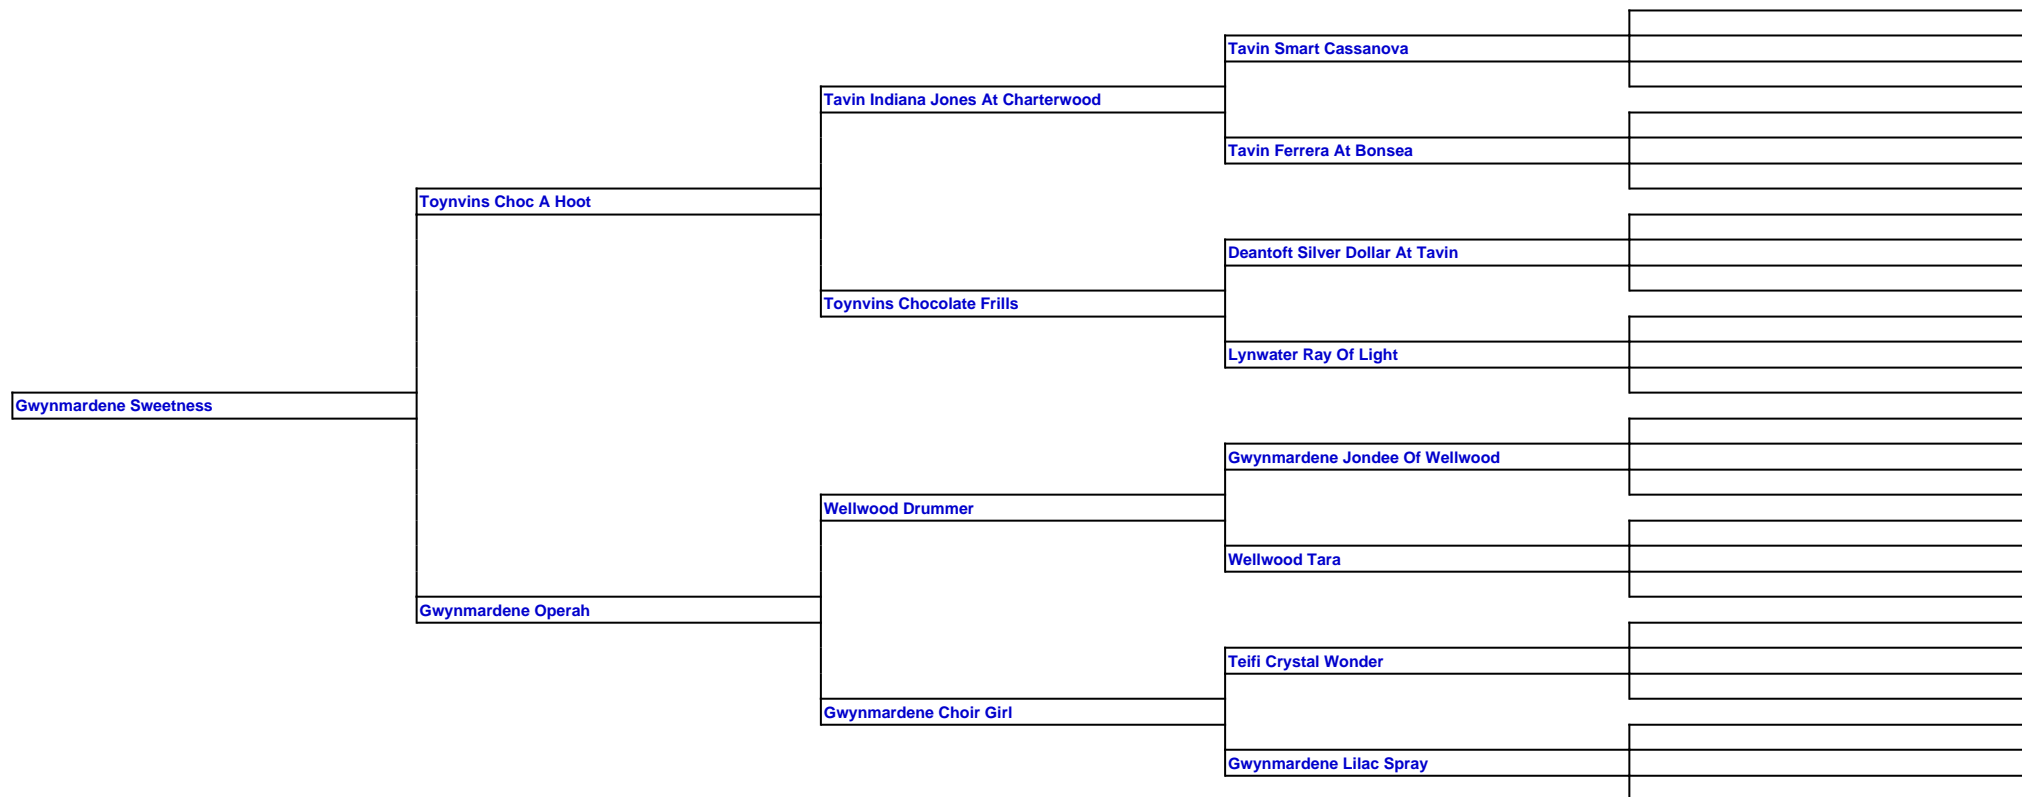 Tavin Smart Cassanova
Tavin Indiana Jones At Charterwood
Tavin Ferrera At Bonsea
Toynvins Choc A Hoot
Deantoft Silver Dollar At Tavin
Toynvins Chocolate Frills
Lynwater Ray Of Light
Gwynmardene Sweetness
Gwynmardene Jondee Of Wellwood
Wellwood Drummer
Wellwood Tara
Gwynmardene Operah
Teifi Crystal Wonder
Gwynmardene Choir Girl
Gwynmardene Lilac Spray